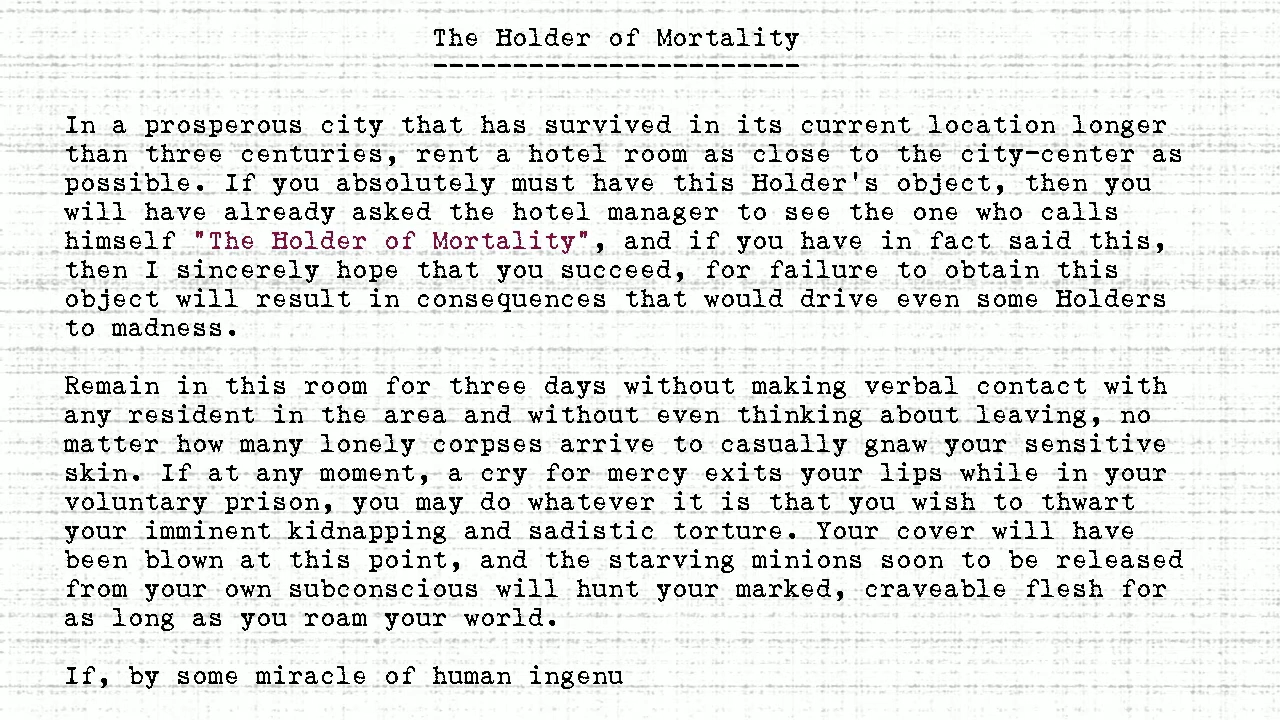 The Holder of Mortality
-----------------------
In a prosperous city that has survived in its current location longer
than three centuries, rent a hotel room as close to the city-center as
possible. If you absolutely must have this Holder's object, then you
will have already asked the hotel manager to see the one who calls
himself "The Holder of Mortality", and if you have in fact said this,
then I sincerely hope that you succeed, for failure to obtain this
object will result in consequences that would drive even some Holders
to madness.
Remain in this room for three days without making verbal contact with
any resident in the area and without even thinking about leaving, no
matter how many lonely corpses arrive to casually gnaw your sensitive
skin. If at any moment, a cry for mercy exits your lips while in your
voluntary prison, you may do whatever it is that you wish to thwart
your imminent kidnapping and sadistic torture. Your cover will have
been blown at this point, and the starving minions soon to be released
from your own subconscious will hunt your marked, craveable flesh for
as long as you roam your world.
If, by some miracle of human ingenu